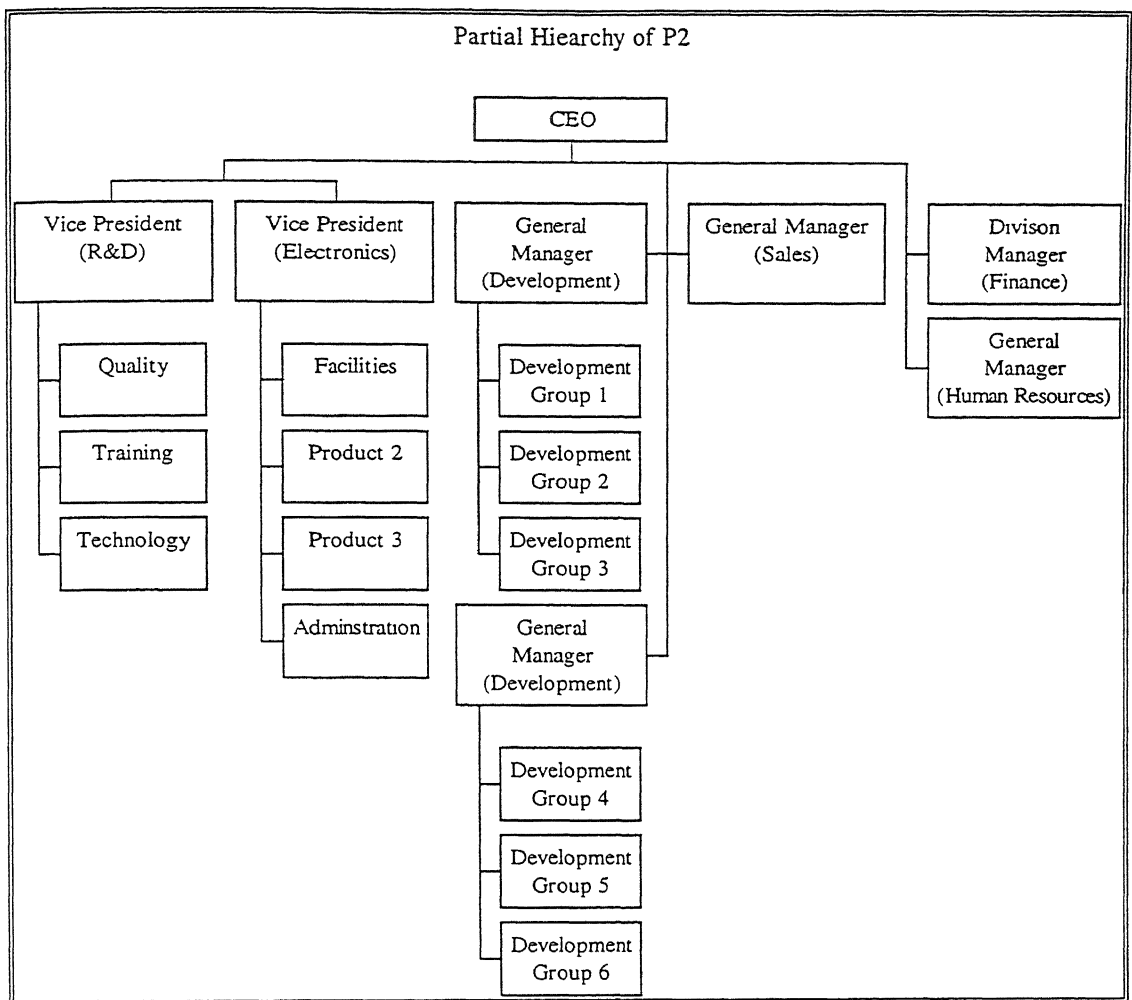 Partial Hiearchy of P2
CEO
Vice President
(R&D)
Quality
Training
Technology
Vice President
(Electronics)
Facilities
Product 2
Product 3
Adminstration
General
Manager
(Development)
Development
Group 1
Development
Group 2
Development
Group 3
General
Manager
(Development)
Development
Group 4
Development
Group 5
Development
Group 6
General Manager
(Sales)
Divison
Manager
(Finance)
General
Manager
(Human Resources)